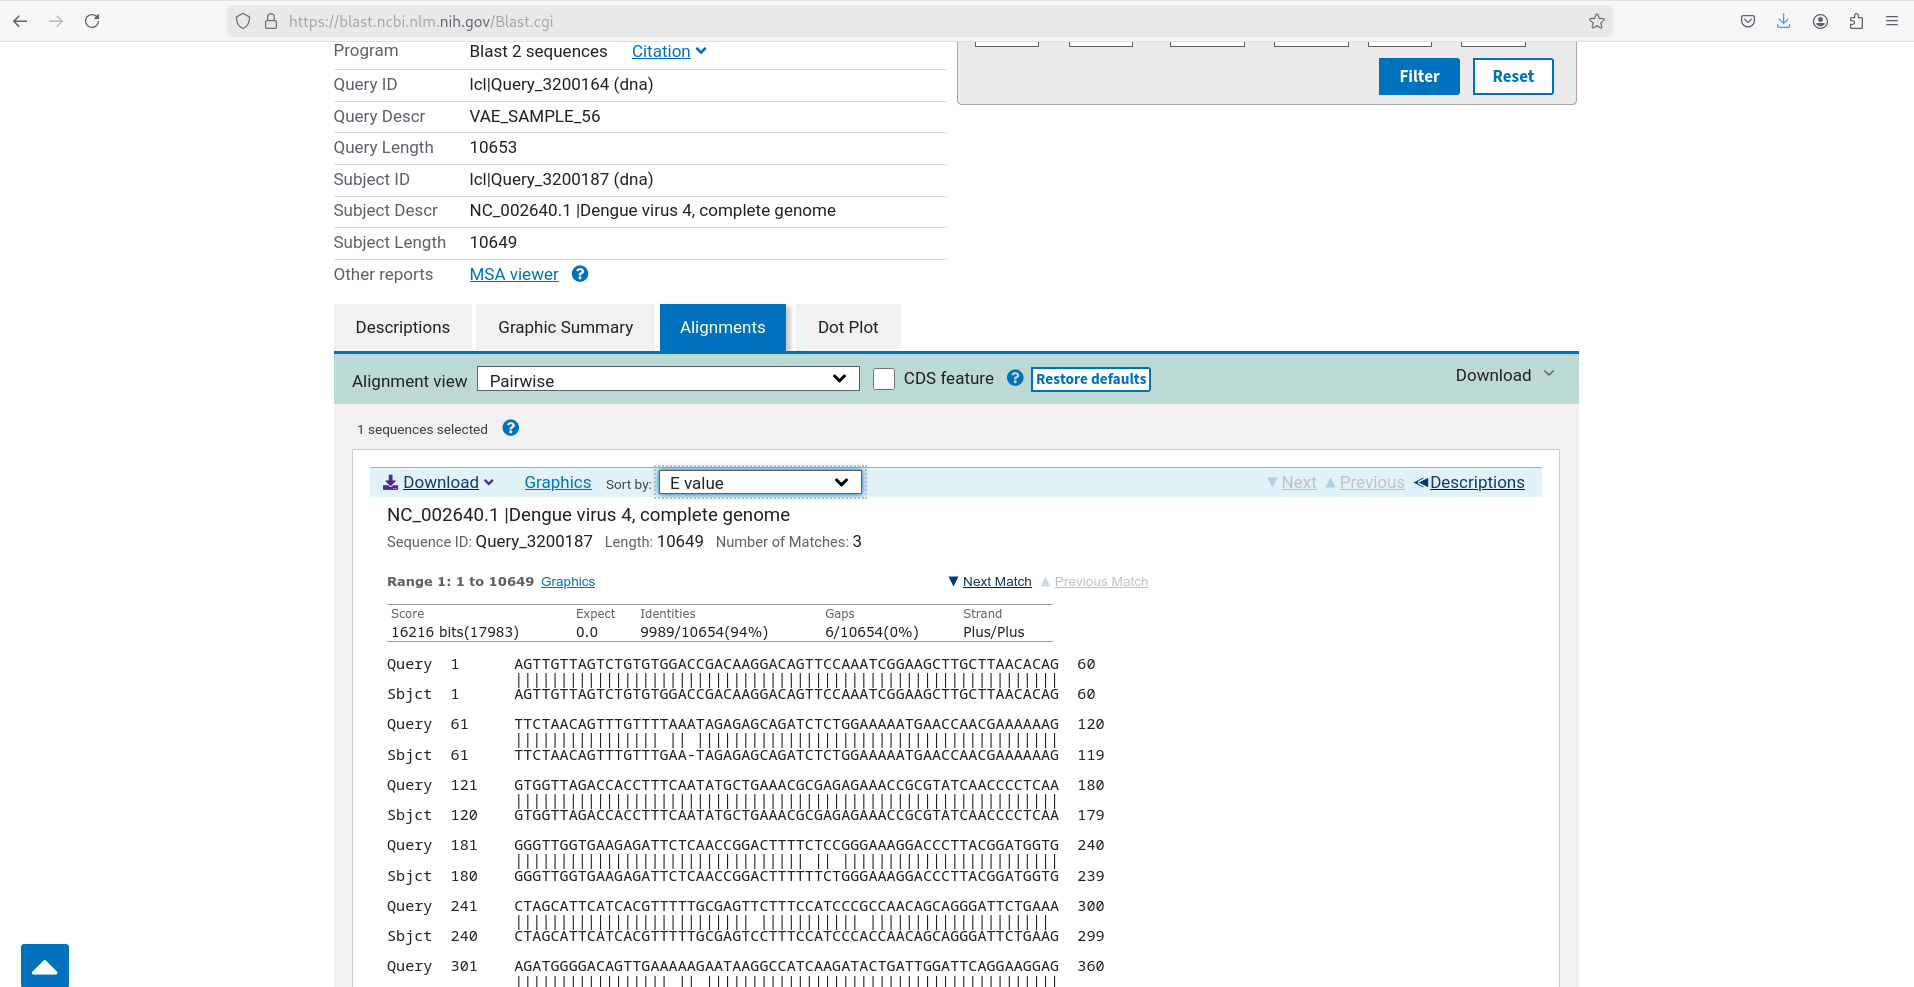 https://blast.ncbi.nlm.nih.gov/Blast.cgi
Program Blast 2 sequences Citation
Filter Reset
Query ID lcl|Query_3200164 (dna)
Query Descr VAE_SAMPLE_56
Query Length 10653
Subject ID lcl|Query_3200187 (dna)
Subject Descr NC_002640.1 |Dengue virus 4, complete genome
Subject Length 10649
Other reports MSA viewer ?
Descriptions Graphic Summary Alignments Dot Plot
Alignment view Pairwise CDS feature ? Restore defaults Download
1 sequences selected ?
Download Graphics Sort by: E value Next Previous Descriptions
NC_002640.1 |Dengue virus 4, complete genome
Sequence ID: Query_3200187 Length: 10649 Number of Matches: 3
Range 1: 1 to 10649 Graphics Next Match Previous Match
Score Expect Identities Gaps Strand
16216 bits(17983) 0.0 9989/10654(94%) 6/10654(0%) Plus/Plus
Query 1 AGTTGTTAGTCTGTGTGGACCGACAAGGACAGTTCCAAATCGGAAGCTTGCTTAACACAG 60
Sbjct 1 AGTTGTTAGTCTGTGTGGACCGACAAGGACAGTTCCAAATCGGAAGCTTGCTTAACACAG 60
Query 61 TTCTAACAGTTTGTTTTAAATAGAGAGCAGATCTCTGGAAAAATGAACCAACGAAAAAAG 120
Sbjct 61 TTCTAACAGTTTGTTTGAA-TAGAGAGCAGATCTCTGGAAAAATGAACCAACGAAAAAAG 119
Query 121 GTGGTTAGACCACCTTTCAATATGCTGAAACGCGAGAGAAACCGCGTATCAACCCCTCAA 180
Sbjct 120 GTGGTTAGACCACCTTTCAATATGCTGAAACGCGAGAGAAACCGCGTATCAACCCCTCAA 179
Query 181 GGGTTGGTGAAGAGATTCTCAACCGGACTTTTCTCCGGGAAAGGACCCTTACGGATGGTG 240
Sbjct 180 GGGTTGGTGAAGAGATTCTCAACCGGACTTTTTTCTGGGAAAGGACCCTTACGGATGGTG 239
Query 241 CTAGCATTCATCACGTTTTTGCGAGTTCTTTCCATCCCGCCAACAGCAGGGATTCTGAAA 300
Sbjct 240 CTAGCATTCATCACGTTTTTGCGAGTCCTTTCCATCCCACCAACAGCAGGGATTCTGAAG 299
Query 301 AGATGGGGACAGTTGAAAAAGAATAAGGCCATCAAGATACTGATTGGATTCAGGAAGGAG 360